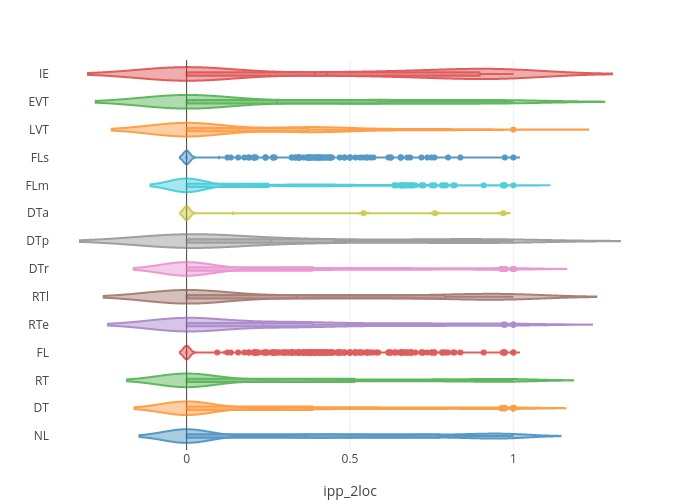 IE
EVT
LVT
FLs
FLm
DTa
DTp
DTr
RTl
RTe
FL
RT
DT
NL
0 0.5 1
ipp_2loc